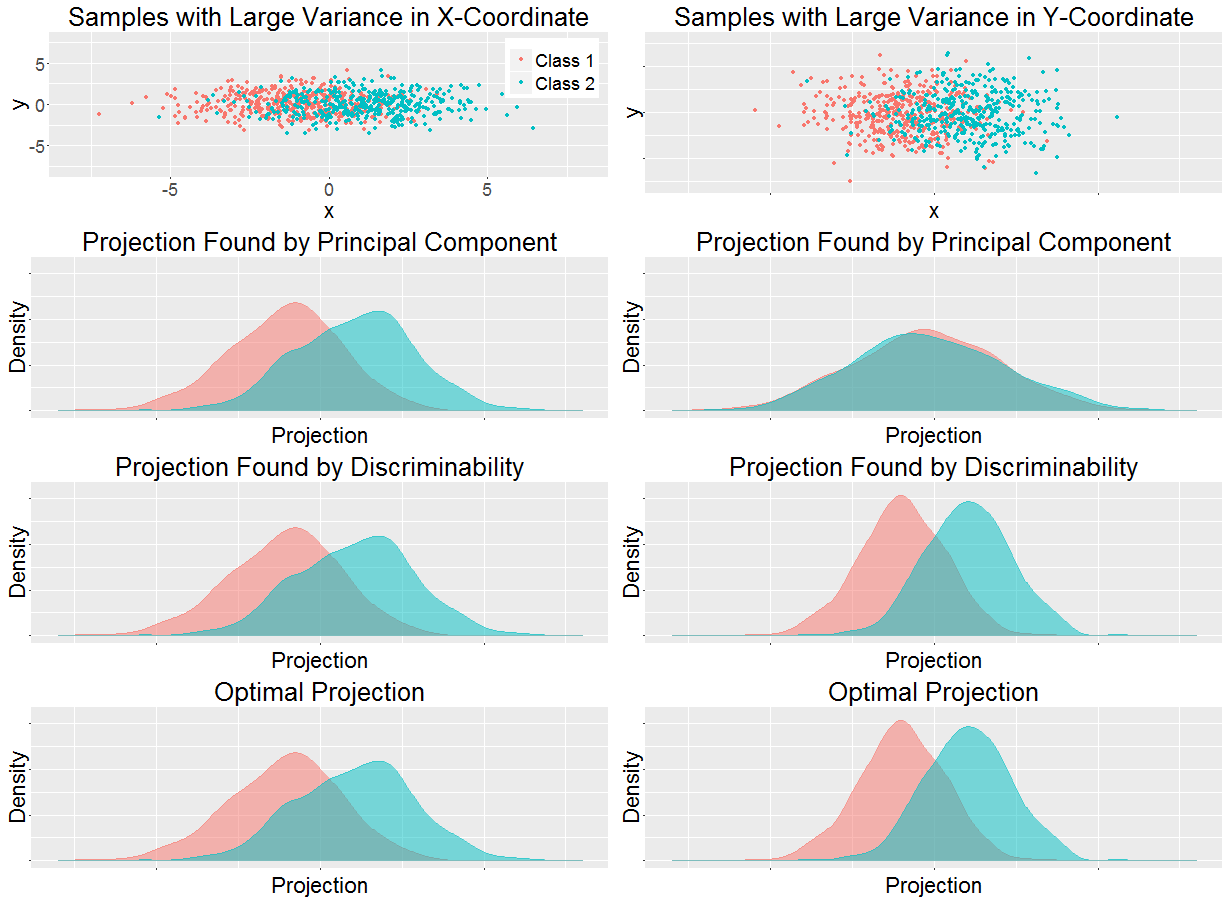 Samples with Large Variance in X-Coordinate
Class 1
Class 2
5
0
-5
y
-5
0
5
x
Samples with Large Variance in Y-Coordinate
y
x
Projection Found by Principal Component
Density
Projection
Projection Found by Principal Component
Density
Projection
Projection Found by Discriminability
Density
Projection
Projection Found by Discriminability
Density
Projection
Optimal Projection
Density
Projection
Optimal Projection
Density
Projection